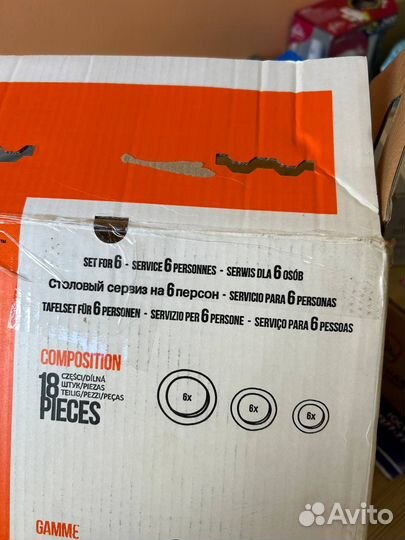 SET FOR 6 - SERVICE 6 PERSONNES - SERWIS DLA 6 OSÓB
Столовый сервиз на 6 персон - SERVICIO PARA 6 PERSONAS
TAFELSET FÜR 6 PERSONEN - SERVIZIO PER 6 PERSONE - SERVIÇO PARA 6 PESSOAS
COMPOSITION
18 CZĘŚCI/DÍLNÁ
ШТУК/PIEZAS
TEILIG/PEZZI/PEÇAS
PIECES
6x 6x 6x
GAMME
Avito